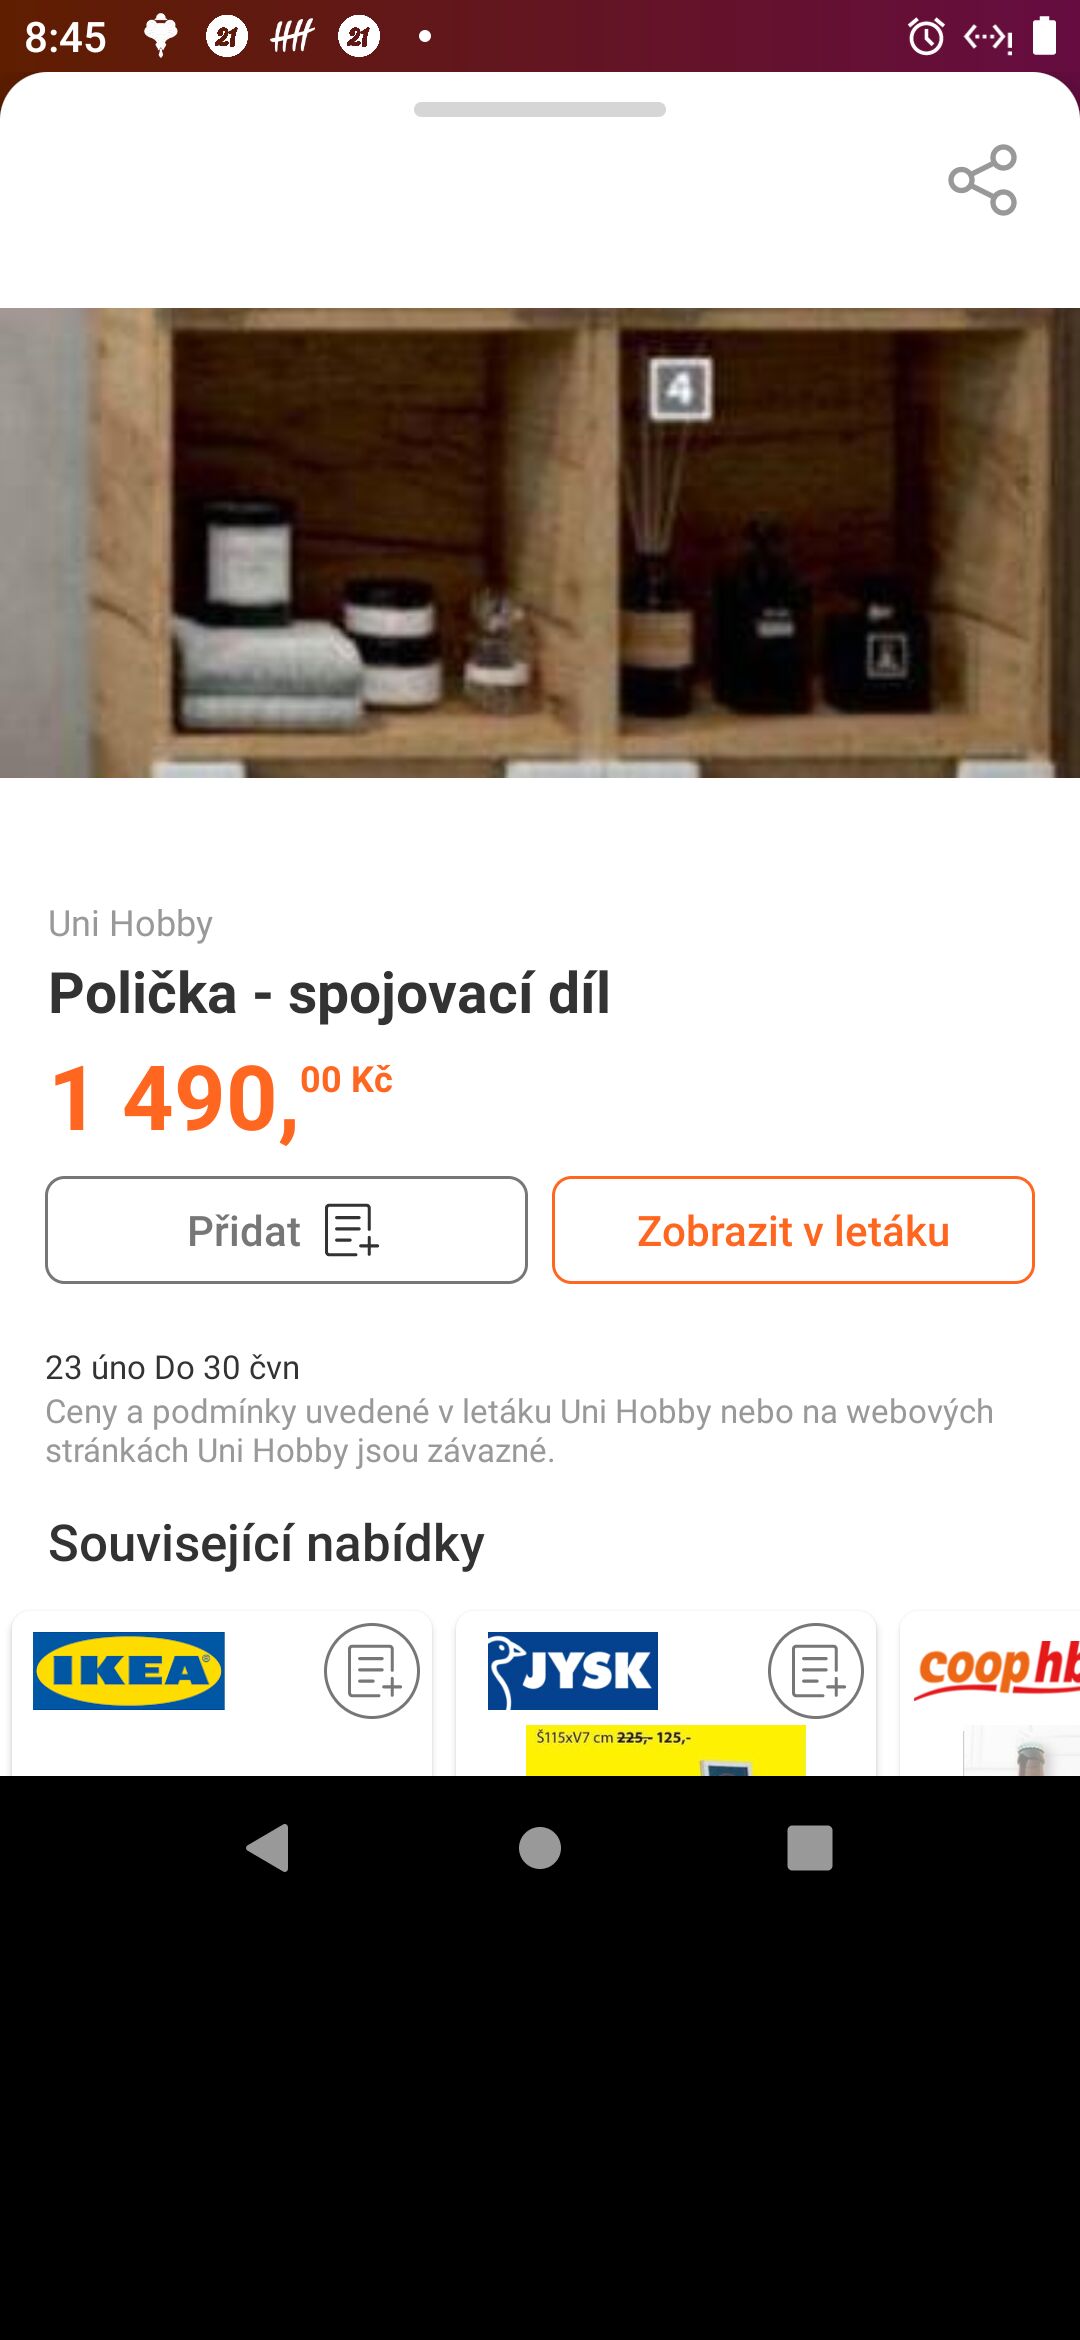 8:45
21
21
4
Uni Hobby
Polička - spojovací díl
1 490,00 Kč
Přidat
Zobrazit v letáku
23 úno Do 30 čvn
Ceny a podmínky uvedené v letáku Uni Hobby nebo na webových
stránkách Uni Hobby jsou závazné.
Související nabídky
IKEA®
JYSK
coop
Š115xV7 cm 225,- 125,-